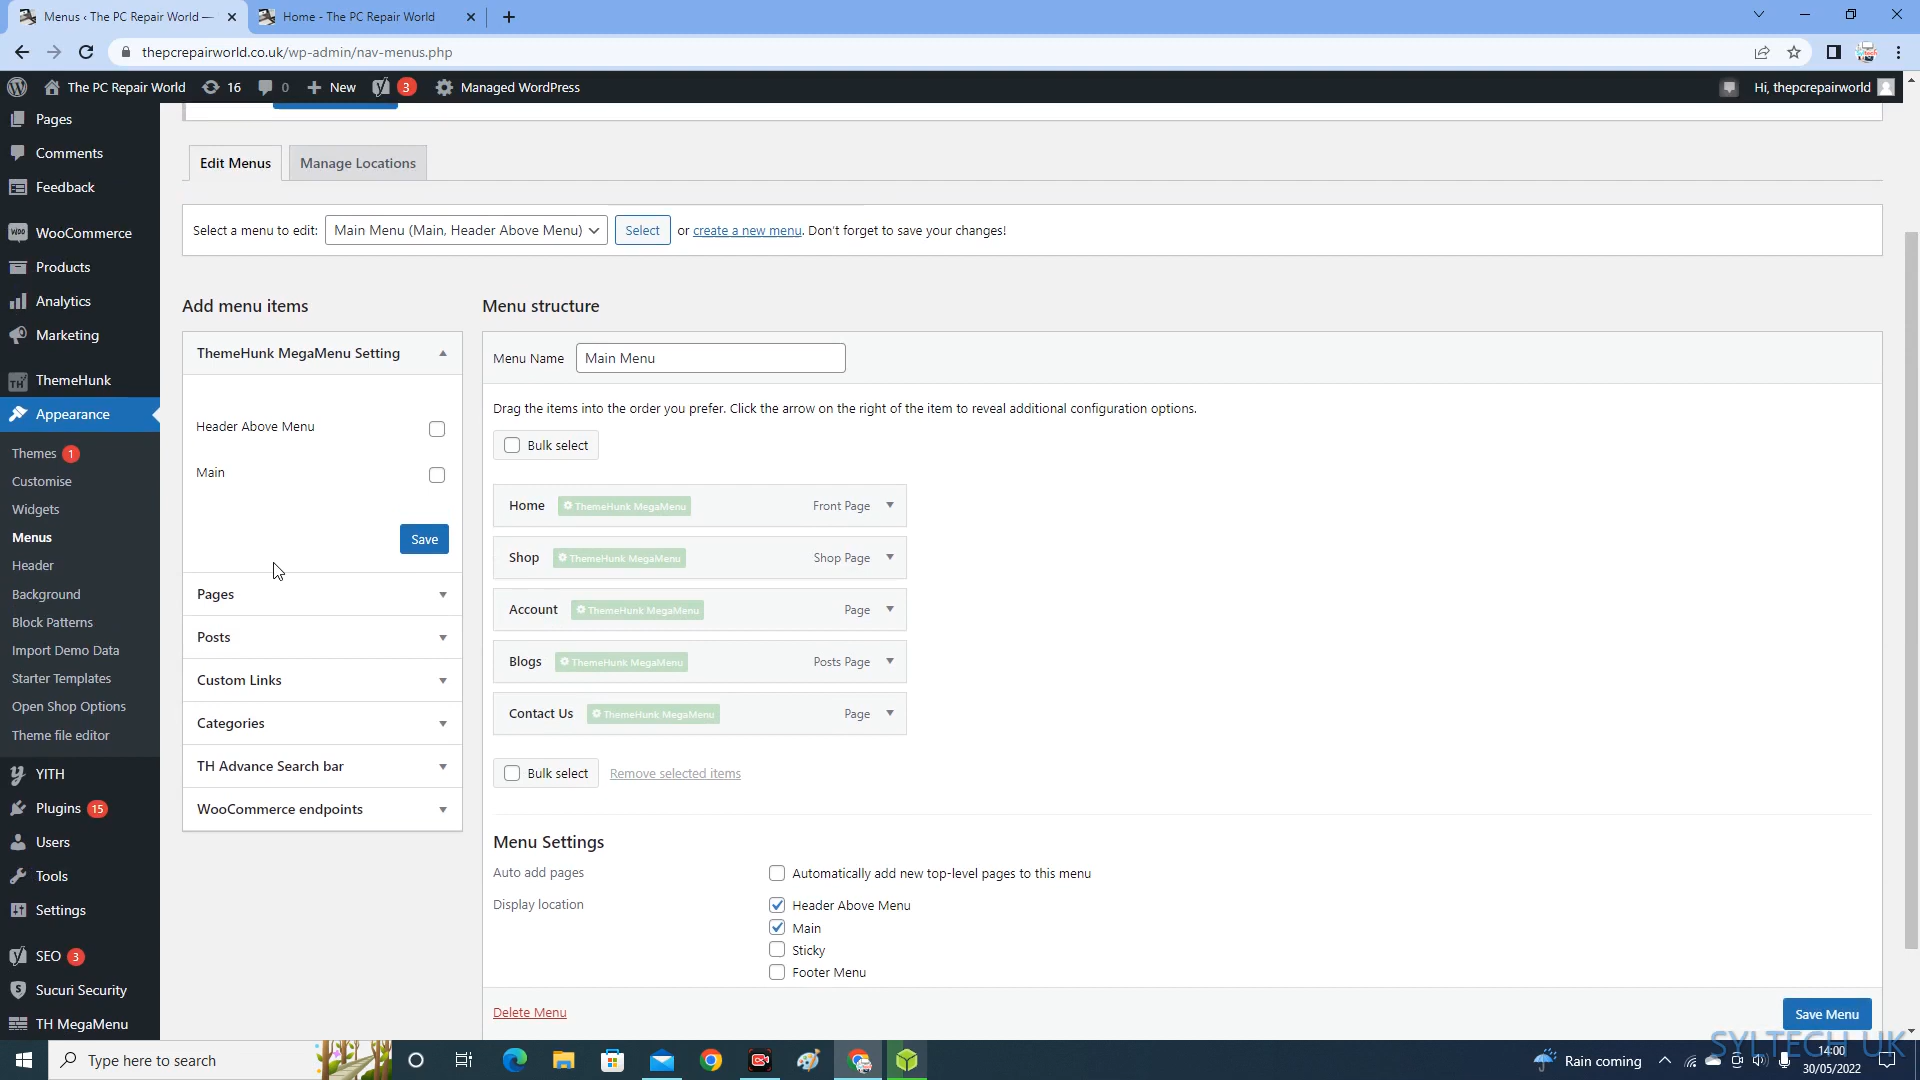 Menus ‹ The PC Repair World —
Home - The PC Repair World
thepcrepairworld.co.uk/wp-admin/nav-menus.php
The PC Repair World
16
0
New
3
Managed WordPress
Hi, thepcrepairworld
Pages
Comments
Feedback
WooCommerce
Products
Analytics
Marketing
ThemeHunk
Appearance
Themes 1
Customise
Widgets
Menus
Header
Background
Block Patterns
Import Demo Data
Starter Templates
Open Shop Options
Theme file editor
YITH
Plugins 15
Users
Tools
Settings
SEO 3
Sucuri Security
TH MegaMenu
Edit Menus
Manage Locations
Select a menu to edit: Main Menu (Main, Header Above Menu) Select or create a new menu. Don't forget to save your changes!
Add menu items
ThemeHunk MegaMenu Setting
Header Above Menu
Main
Save
Pages
Posts
Custom Links
Categories
TH Advance Search bar
WooCommerce endpoints
Menu structure
Menu Name Main Menu
Drag the items into the order you prefer. Click the arrow on the right of the item to reveal additional configuration options.
Bulk select
Home ThemeHunk MegaMenu Front Page
Shop ThemeHunk MegaMenu Shop Page
Account ThemeHunk MegaMenu Page
Blogs ThemeHunk MegaMenu Posts Page
Contact Us ThemeHunk MegaMenu Page
Bulk select Remove selected items
Menu Settings
Auto add pages Automatically add new top-level pages to this menu
Display location Header Above Menu
Main
Sticky
Footer Menu
Delete Menu
Save Menu
SYLTECH UK
Type here to search
Rain coming
14:00
30/05/2022